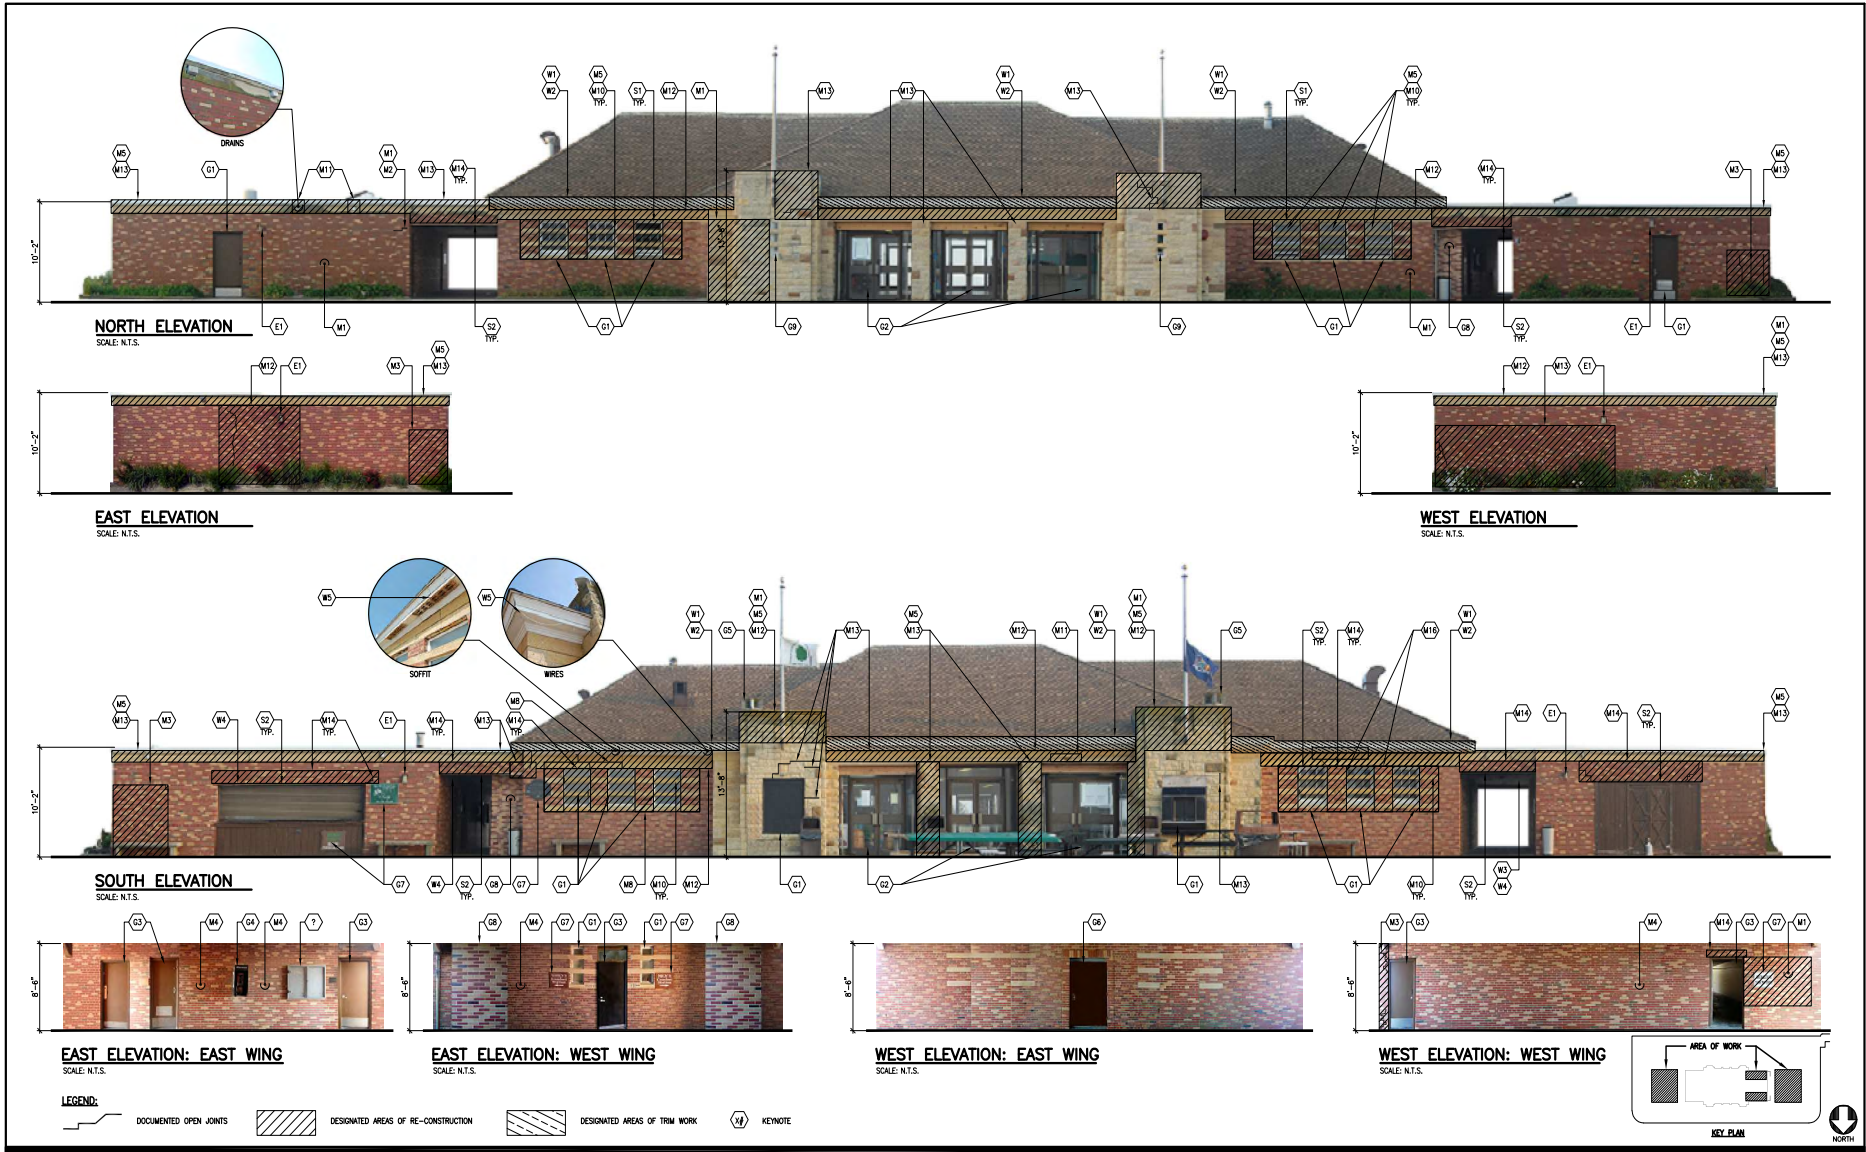 DRAINS
W1
W2
M5
M10
TYP.
S1
TYP.
M12
M1
M13
M13
W1
W2
M13
W1
W2
S1
TYP.
M5
M10
TYP.
M5
M13
G1
M11
M1
M2
M13
M14
TYP.
M12
M14
TYP.
M3
M5
M13
10'-2"
13'-8"
NORTH ELEVATION
SCALE: N.T.S.
E1
M1
S2
TYP.
G1
G9
G2
G9
G1
M1
G8
S2
TYP.
E1
G1
M12
E1
M3
M5
M13
10'-2"
EAST ELEVATION
SCALE: N.T.S.
M12
M13
E1
M1
M5
M13
10'-2"
WEST ELEVATION
SCALE: N.T.S.
W5
SOFFIT
W5
WIRES
W1
W2
G5
M1
M5
M12
M13
M5
M13
M12
M11
W1
W2
M1
M5
M12
G5
S2
TYP.
M14
TYP.
M16
W1
W2
M5
M13
M3
W4
S2
TYP.
M14
E1
M14
TYP.
M13
M8
M14
TYP.
M14
E1
M14
S2
TYP.
M5
M13
10'-2"
13'-8"
SOUTH ELEVATION
SCALE: N.T.S.
G7
W4
S2
TYP.
G8
G7
G1
M8
M10
TYP.
M12
G1
G2
G1
M13
G1
M10
TYP.
S2
TYP.
W3
W4
G3
M4
G4
M4
?
G3
8'-6"
EAST ELEVATION: EAST WING
SCALE: N.T.S.
G8
M4
G7
G1
G3
G1
G7
G8
8'-6"
EAST ELEVATION: WEST WING
SCALE: N.T.S.
G6
8'-6"
WEST ELEVATION: EAST WING
SCALE: N.T.S.
M3
G3
M4
M14
G3
G7
M1
8'-6"
WEST ELEVATION: WEST WING
SCALE: N.T.S.
AREA OF WORK
KEY PLAN
NORTH
LEGEND:
DOCUMENTED OPEN JOINTS
DESIGNATED AREAS OF RE-CONSTRUCTION
DESIGNATED AREAS OF TRIM WORK
X#
KEYNOTE